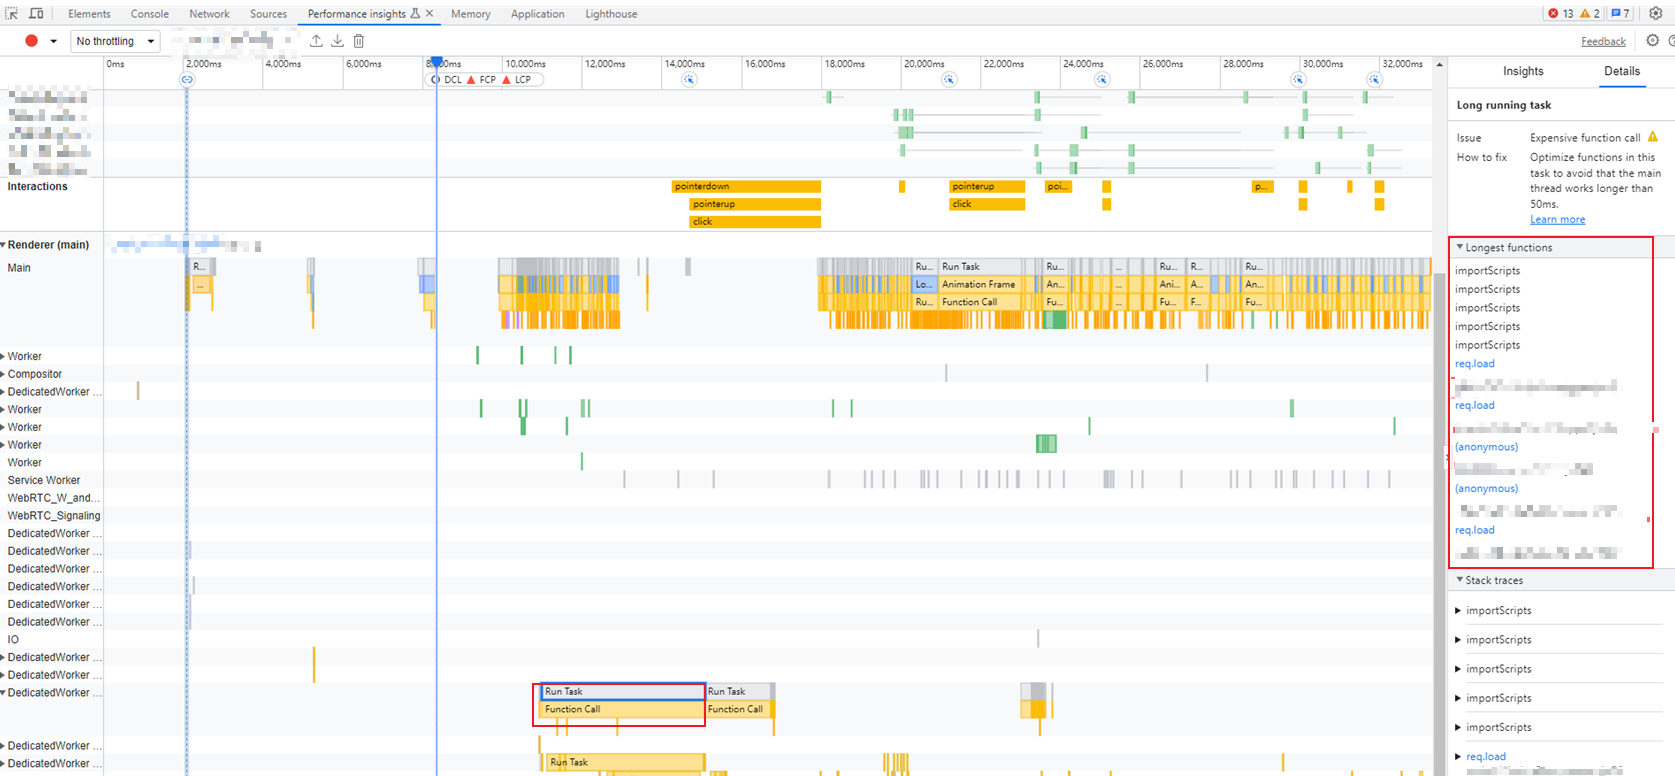 Elements Console Network Sources Performance insights Memory Application Lighthouse 13 2 7
No throttling Feedback
0ms 2,000ms 4,000ms 6,000ms 8,000ms 10,000ms 12,000ms 14,000ms 16,000ms 18,000ms 20,000ms 22,000ms 24,000ms 26,000ms 28,000ms 30,000ms 32,000ms
DCL FCP LCP
Interactions
pointerdown pointerup poi... p...
pointerup click
click
Renderer (main)
Main R... Ru... Run Task Ru... ... Ru... R... Ru...
... Lo... Animation Frame An... ... Ani... A... An...
Ru... Function Call Fu... ... Fu... F... Fu...
Worker
Compositor
DedicatedWorker ...
Worker
Worker
Worker
Worker
Service Worker
WebRTC_W_and...
WebRTC_Signaling
DedicatedWorker ...
DedicatedWorker ...
DedicatedWorker ...
DedicatedWorker ...
DedicatedWorker ...
DedicatedWorker ...
IO
DedicatedWorker ...
DedicatedWorker ...
DedicatedWorker ... Run Task Run Task
Function Call Function Call
DedicatedWorker ...
DedicatedWorker ... Run Task
Insights Details
Long running task
Issue Expensive function call
How to fix Optimize functions in this
task to avoid that the main
thread works longer than
50ms.
Learn more
Longest functions
importScripts
importScripts
importScripts
importScripts
importScripts
req.load
req.load
(anonymous)
(anonymous)
req.load
Stack traces
importScripts
importScripts
importScripts
importScripts
importScripts
req.load